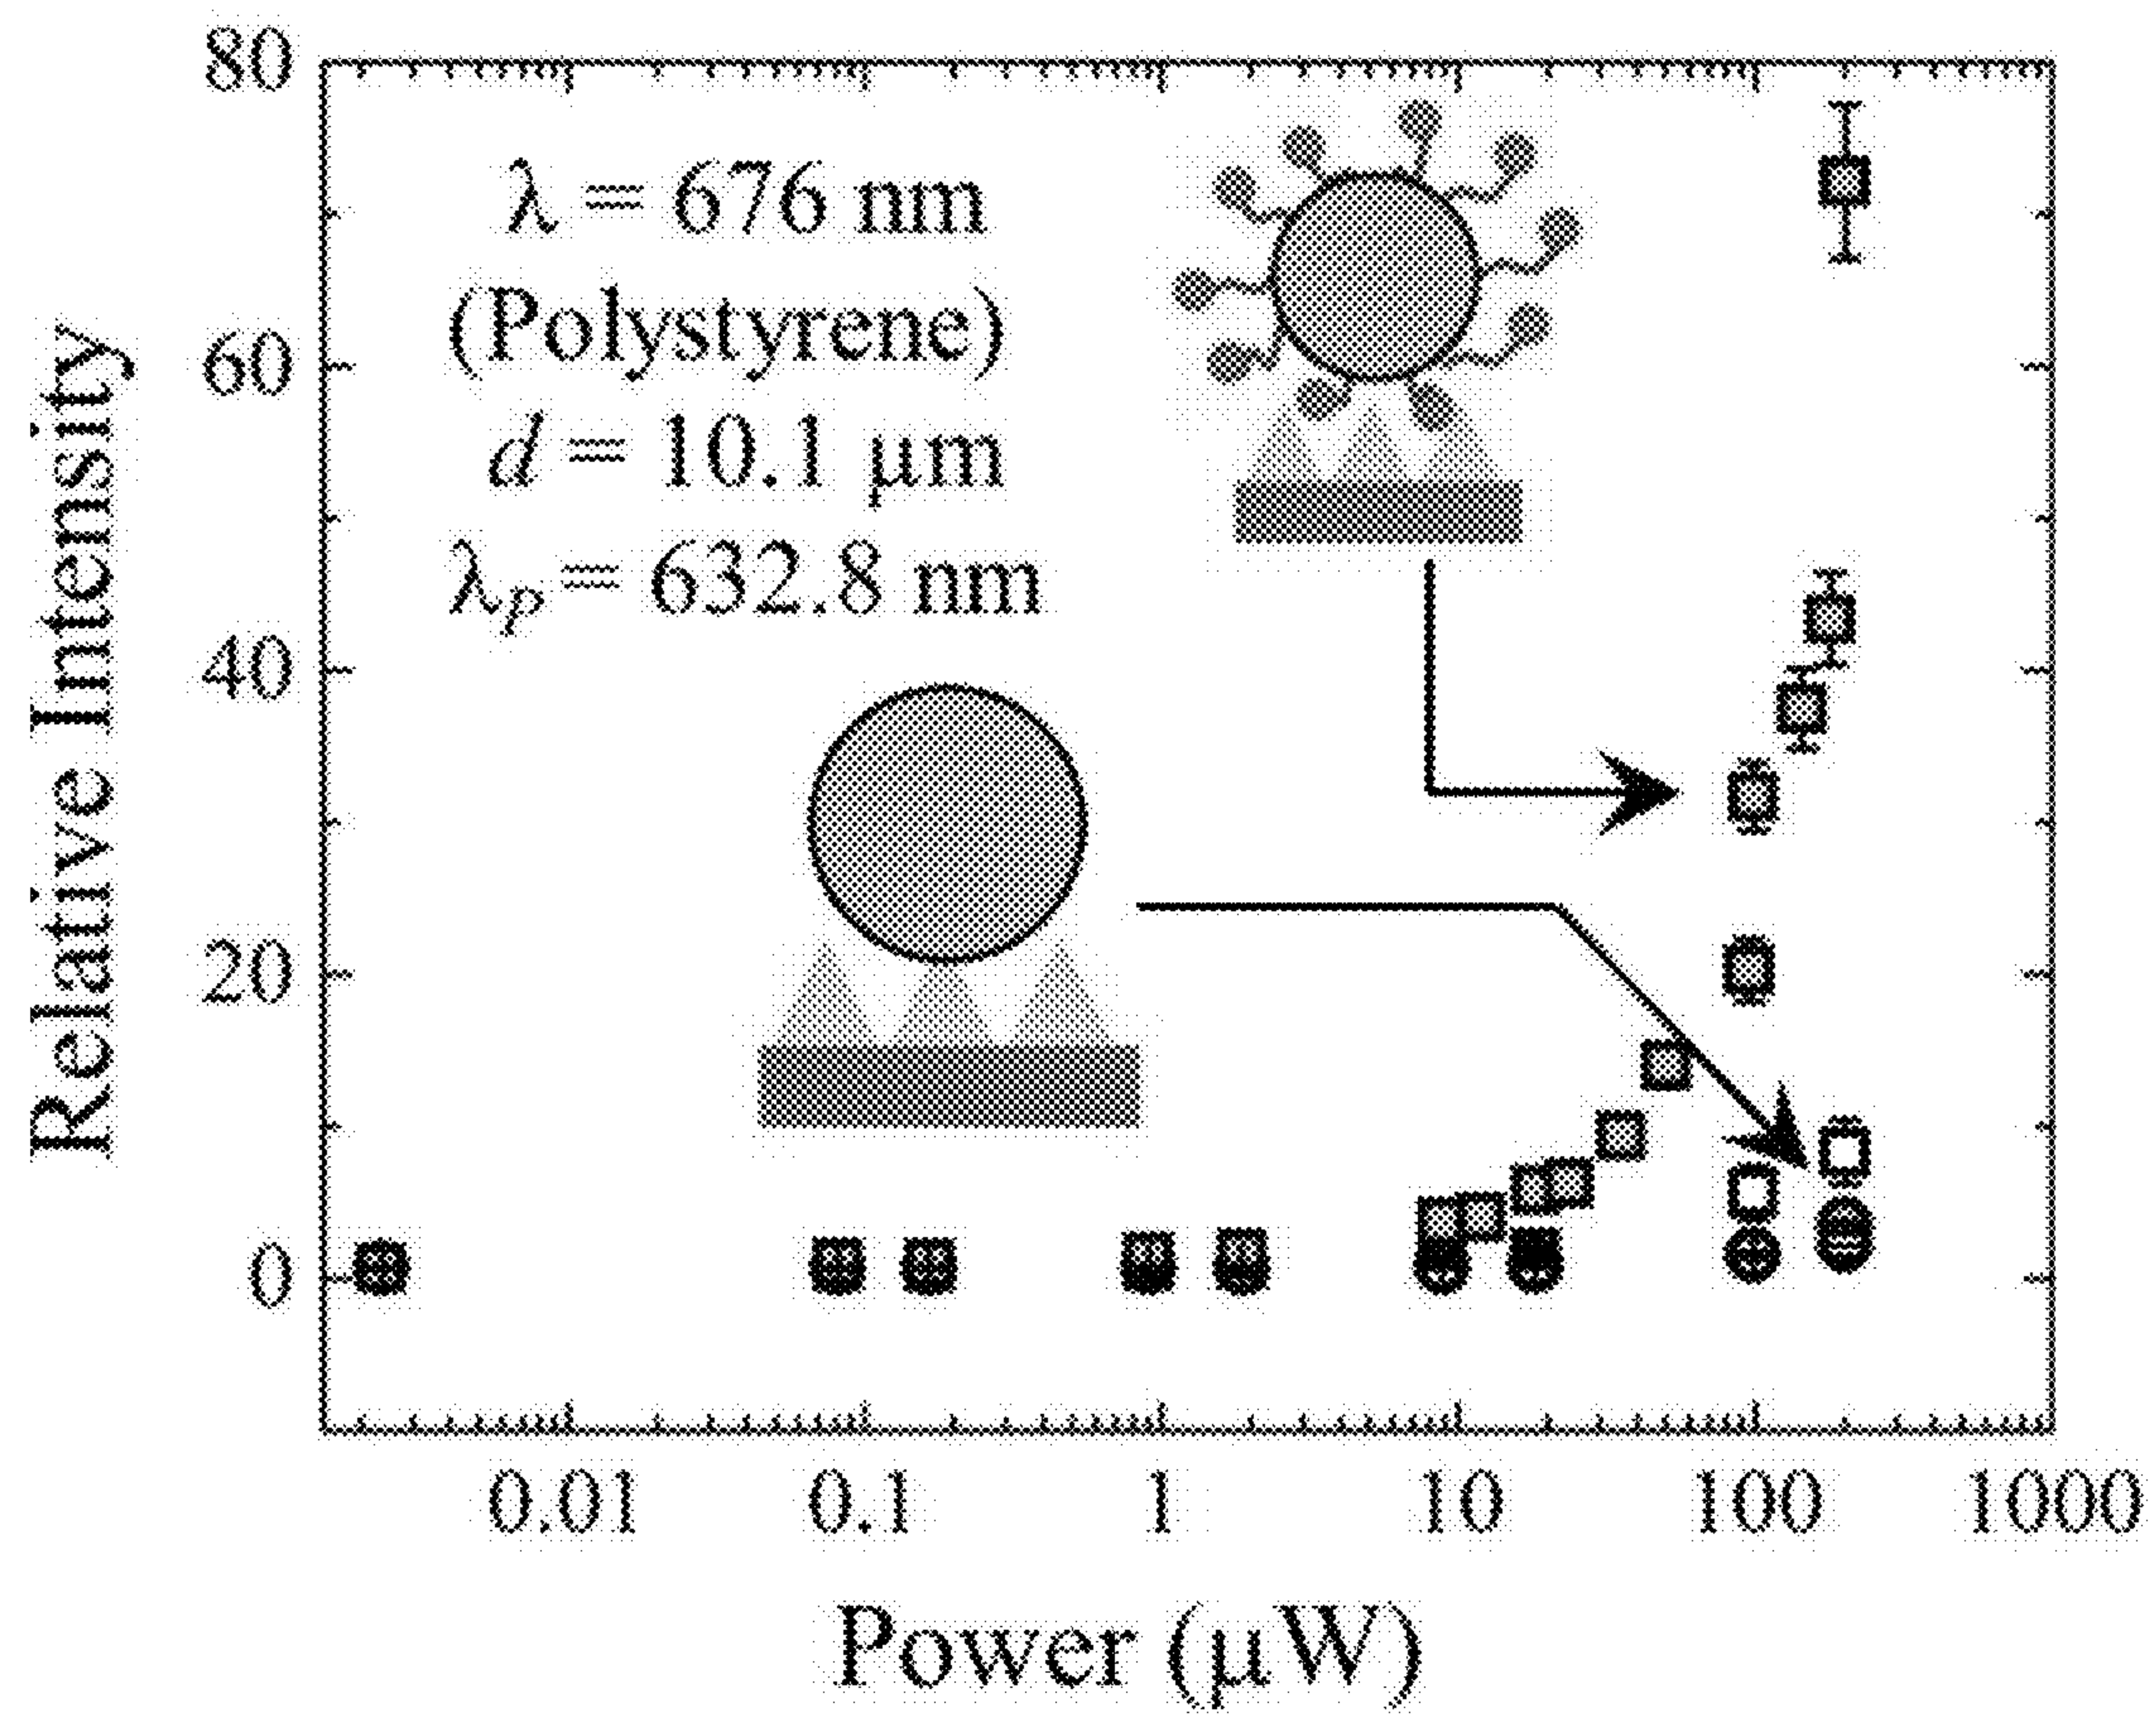 80
60
40
20
0
Relative Intensity
λ = 676 nm
(Polystyrene)
d = 10.1 μm
λp = 632.8 nm
0.01 0.1 1 10 100 1000
Power (μW)